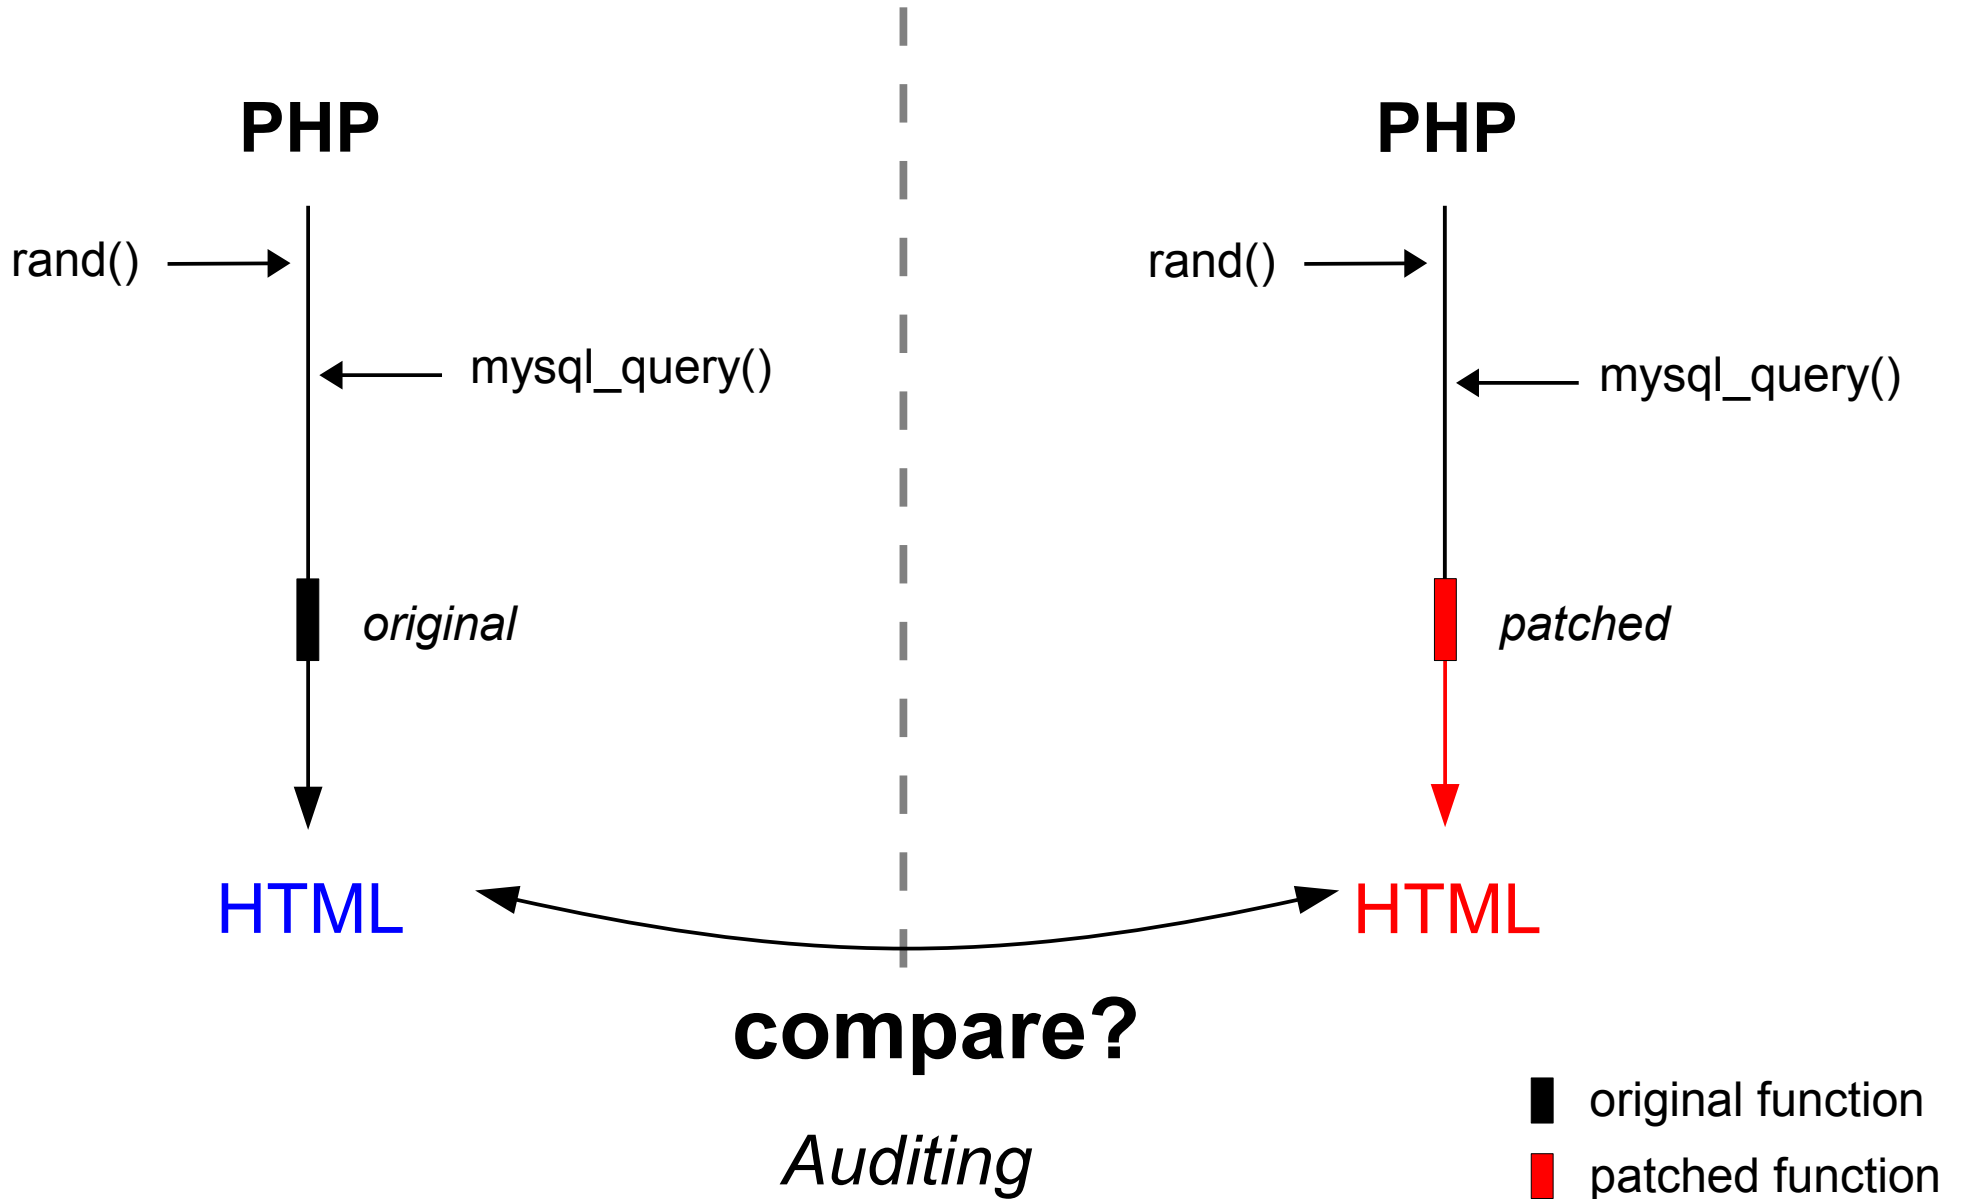 PHP
PHP
rand()
rand()
mysql_query()
mysql_query()
original
patched
HTML
HTML
compare?
original function
Auditing
patched function